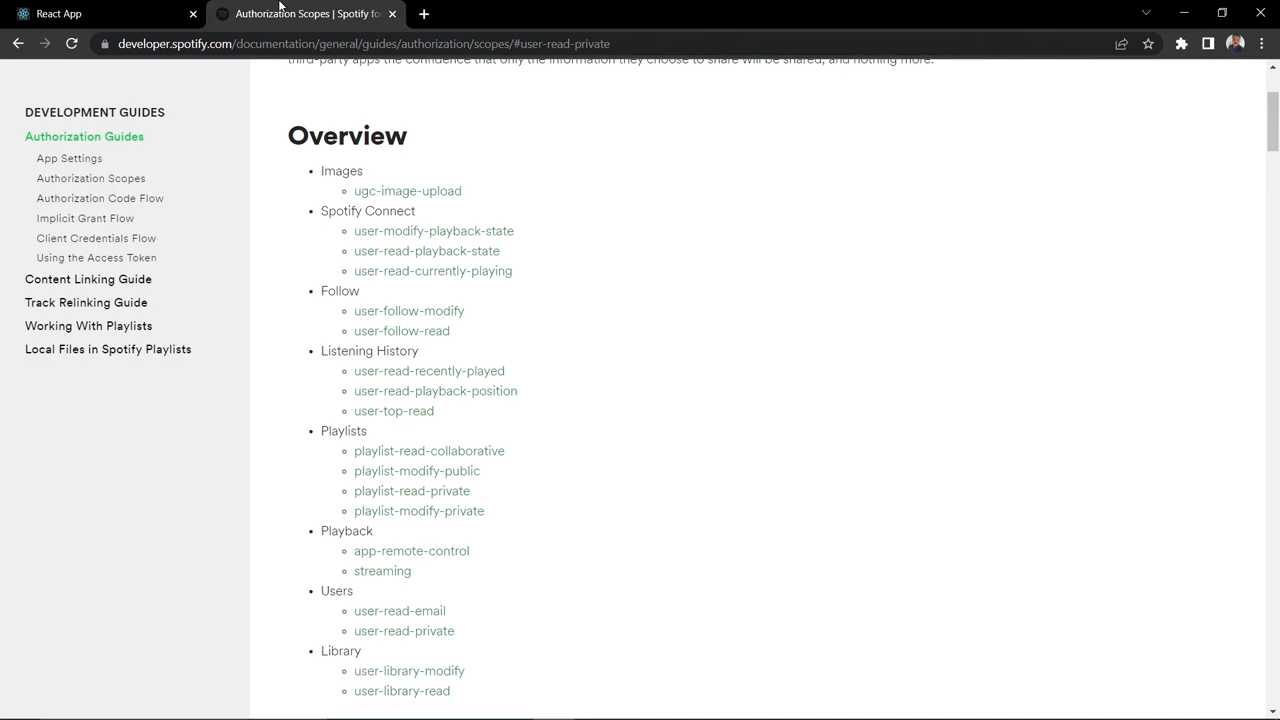 React App
Authorization Scopes | Spotify fo
developer.spotify.com/documentation/general/guides/authorization/scopes/#user-read-private
third-party apps the confidence that only the information they choose to share will be shared, and nothing more.
DEVELOPMENT GUIDES
Authorization Guides
App Settings
Authorization Scopes
Authorization Code Flow
Implicit Grant Flow
Client Credentials Flow
Using the Access Token
Content Linking Guide
Track Relinking Guide
Working With Playlists
Local Files in Spotify Playlists
Overview
Images
ugc-image-upload
Spotify Connect
user-modify-playback-state
user-read-playback-state
user-read-currently-playing
Follow
user-follow-modify
user-follow-read
Listening History
user-read-recently-played
user-read-playback-position
user-top-read
Playlists
playlist-read-collaborative
playlist-modify-public
playlist-read-private
playlist-modify-private
Playback
app-remote-control
streaming
Users
user-read-email
user-read-private
Library
user-library-modify
user-library-read